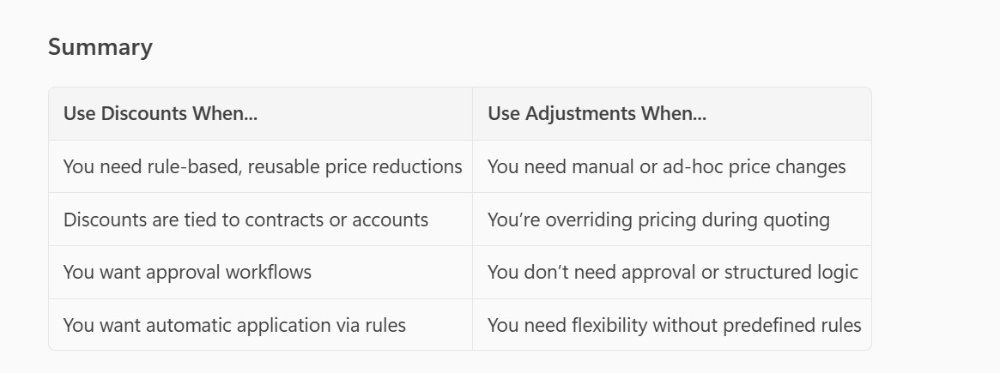 Summary
Use Discounts When... Use Adjustments When...
You need rule-based, reusable price reductions You need manual or ad-hoc price changes
Discounts are tied to contracts or accounts You’re overriding pricing during quoting
You want approval workflows You don’t need approval or structured logic
You want automatic application via rules You need flexibility without predefined rules